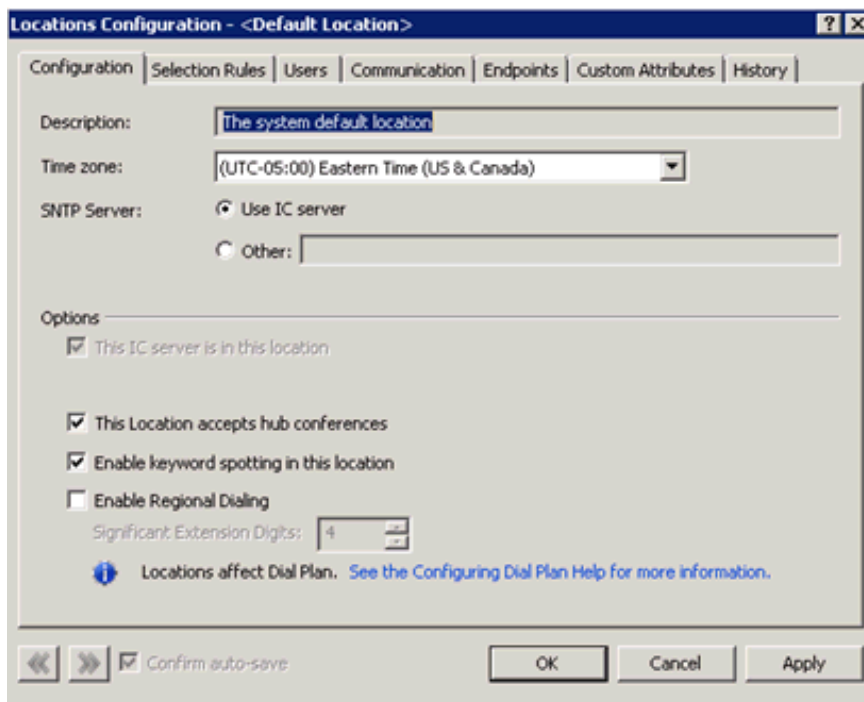 Locations Configuration - <Default Location>
Configuration Selection Rules Users Communication Endpoints Custom Attributes History
Description: The system default location
Time zone: (UTC-05:00) Eastern Time (US & Canada)
SNTP Server: Use IC server
Other:
Options
This IC server is in this location
This Location accepts hub conferences
Enable keyword spotting in this location
Enable Regional Dialing
Significant Extension Digits: 4
Locations affect Dial Plan. See the Configuring Dial Plan Help for more information.
Confirm auto-save OK Cancel Apply